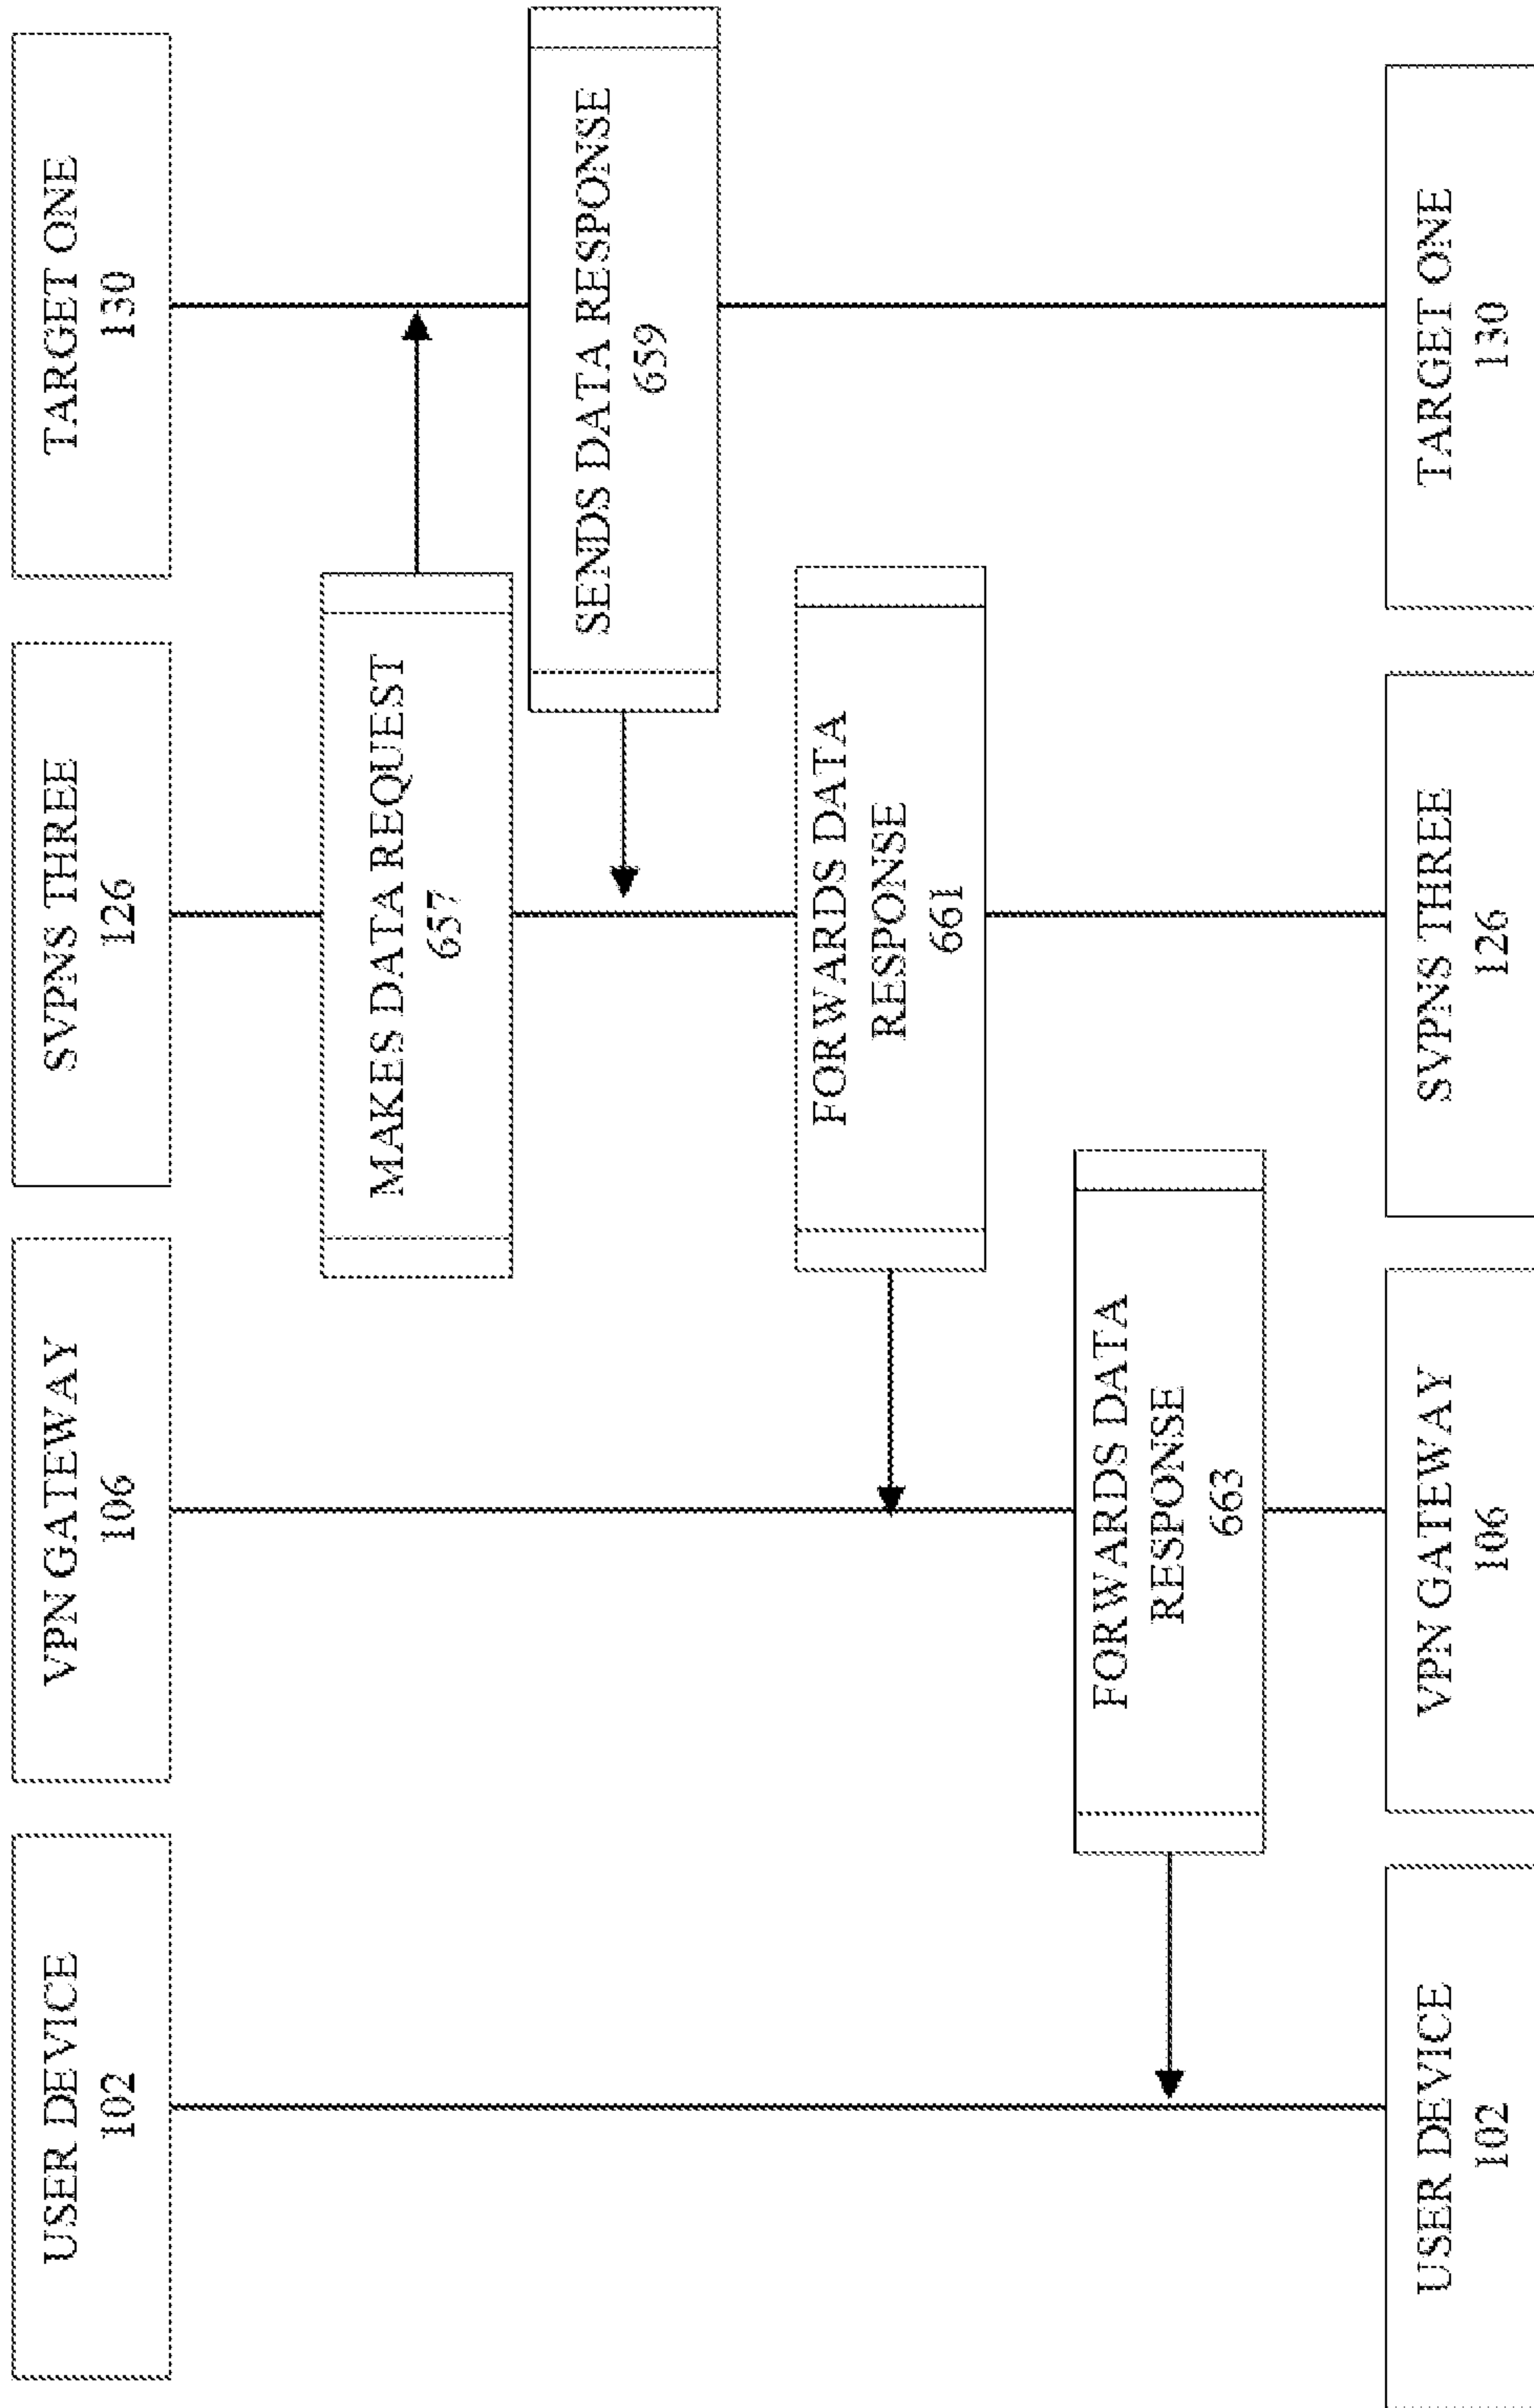 USER DEVICE
102
VPN GATEWAY
106
SVPNS THREE
126
TARGET ONE
130
MAKES DATA REQUEST
657
SENDS DATA RESPONSE
659
FORWARDS DATA
RESPONSE
661
FORWARDS DATA
RESPONSE
663
USER DEVICE
102
VPN GATEWAY
106
SVPNS THREE
126
TARGET ONE
130